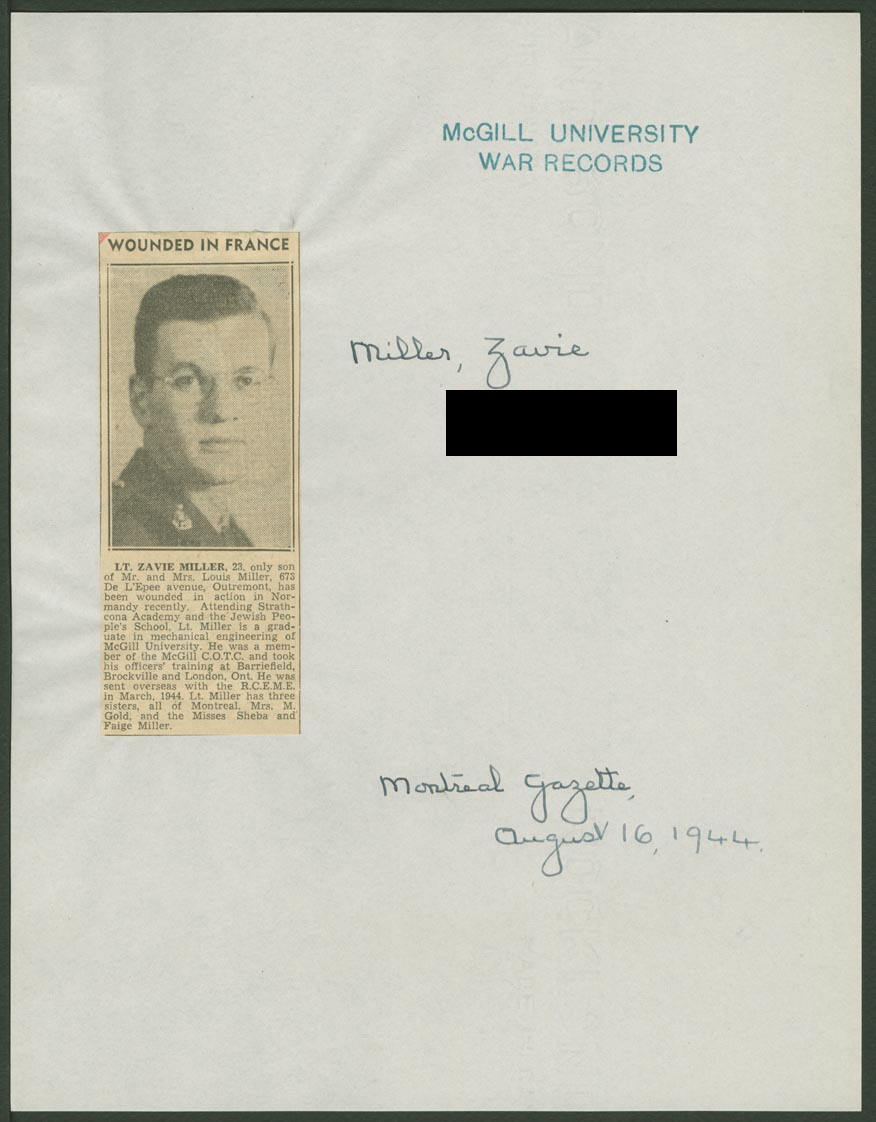 McGILL UNIVERSITY
WAR RECORDS
WOUNDED IN FRANCE
Miller, Zavie
LT. ZAVIE MILLER, 23, only son
of Mr. and Mrs. Louis Miller, 673
De L'Epee avenue, Outremont, has
been wounded in action in Nor-
mandy recently. Attending Strath-
cona Academy and the Jewish Peo-
ple's School, Lt. Miller is a grad-
uate in mechanical engineering of
McGill University. He was a mem-
ber of the McGill C.O.T.C. and took
his officers' training at Barriefield,
Brockville and London, Ont. He was
sent overseas with the R.C.E.M.E.
in March, 1944. Lt. Miller has three
sisters, all of Montreal, Mrs. M.
Gold, and the Misses Sheba and
Faige Miller.
Montreal Gazette,
August 16, 1944.